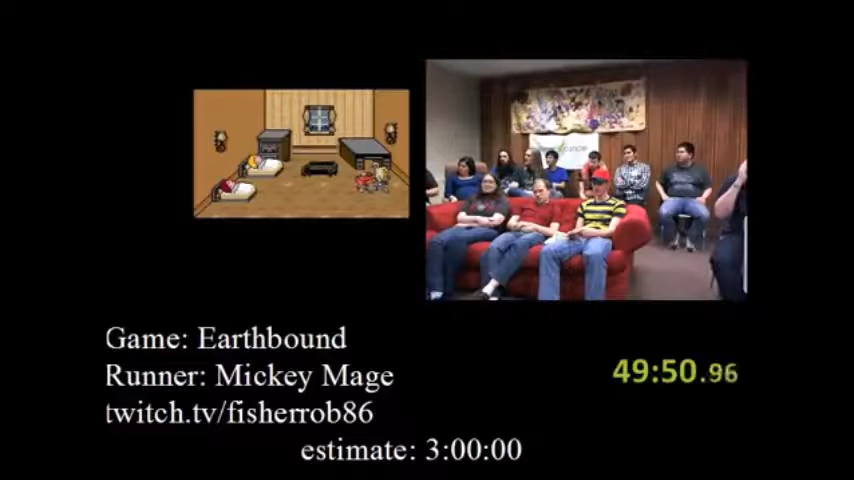 Game: Earthbound
Runner: Mickey Mage
49:50.96
twitch.tv/fisherrob86
estimate: 3:00:00